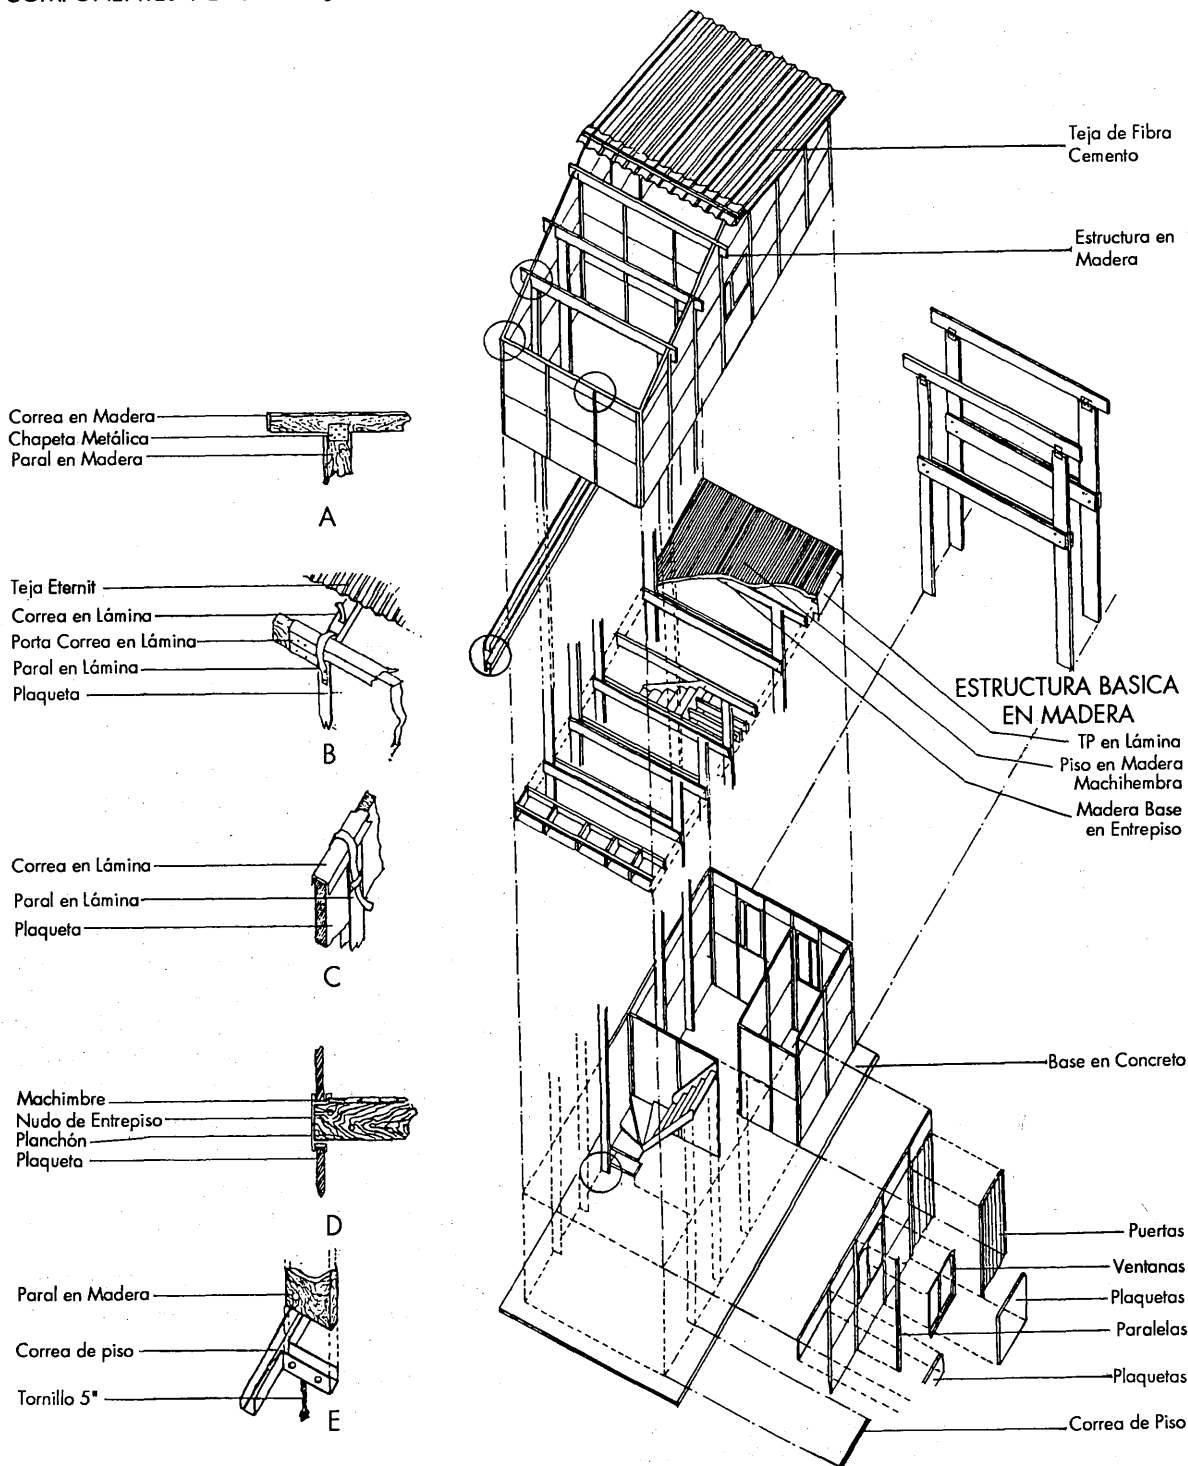 Teja de Fibra
Cemento
Estructura en
Madera
Correa en Madera
Chapeta Metálica
Paral en Madera
A
Teja Eternit
Correa en Lámina
Porta Correa en Lámina
Paral en Lámina
Plaqueta
B
ESTRUCTURA BASICA
EN MADERA
TP en Lámina
Piso en Madera
Machihembra
Madera Base
en Entrepiso
Correa en Lámina
Paral en Lámina
Plaqueta
C
Base en Concreto
Machimbre
Nudo de Entrepiso
Planchón
Plaqueta
D
Puertas
Ventanas
Plaquetas
Paralelas
Plaquetas
Correa de Piso
Paral en Madera
Correa de piso
Tornillo 5"
E